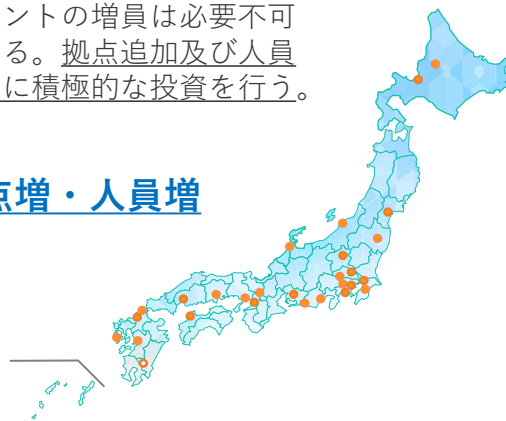 ントの増員は必要不可
る。拠点追加及び人員
に積極的な投資を行う。
点増・人員増